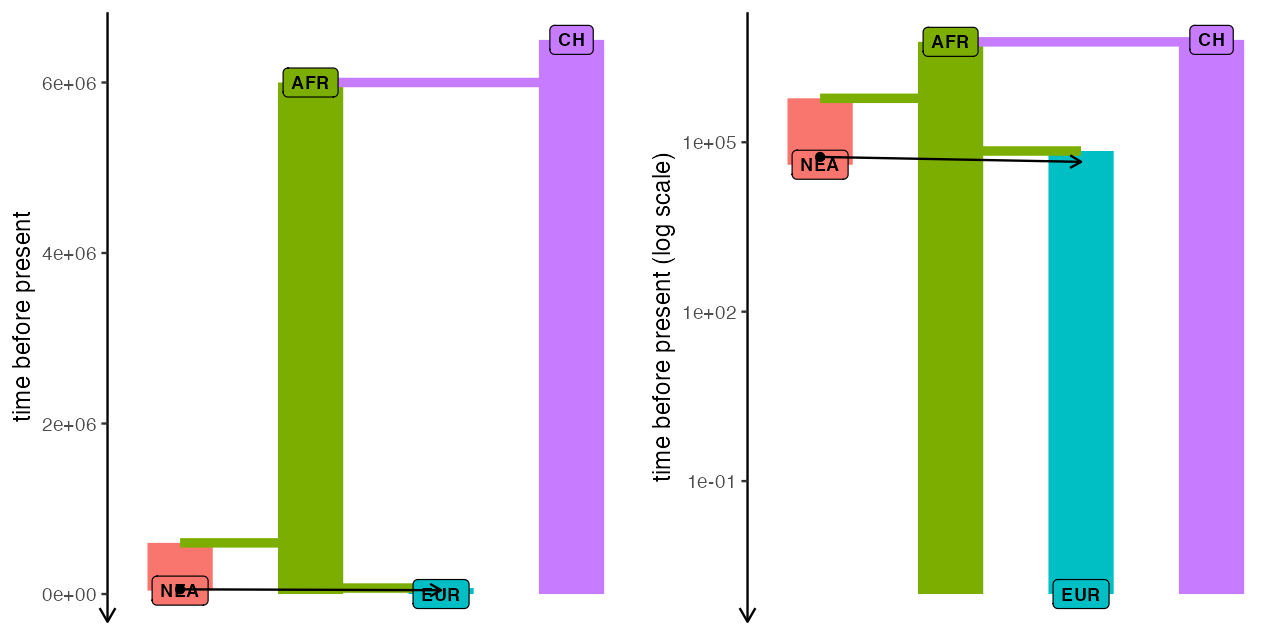 time before present
6e+06
4e+06
2e+06
0e+00
AFR
CH
NEA
EUR
time before present (log scale)
1e+05
1e+02
1e-01
AFR
CH
NEA
EUR